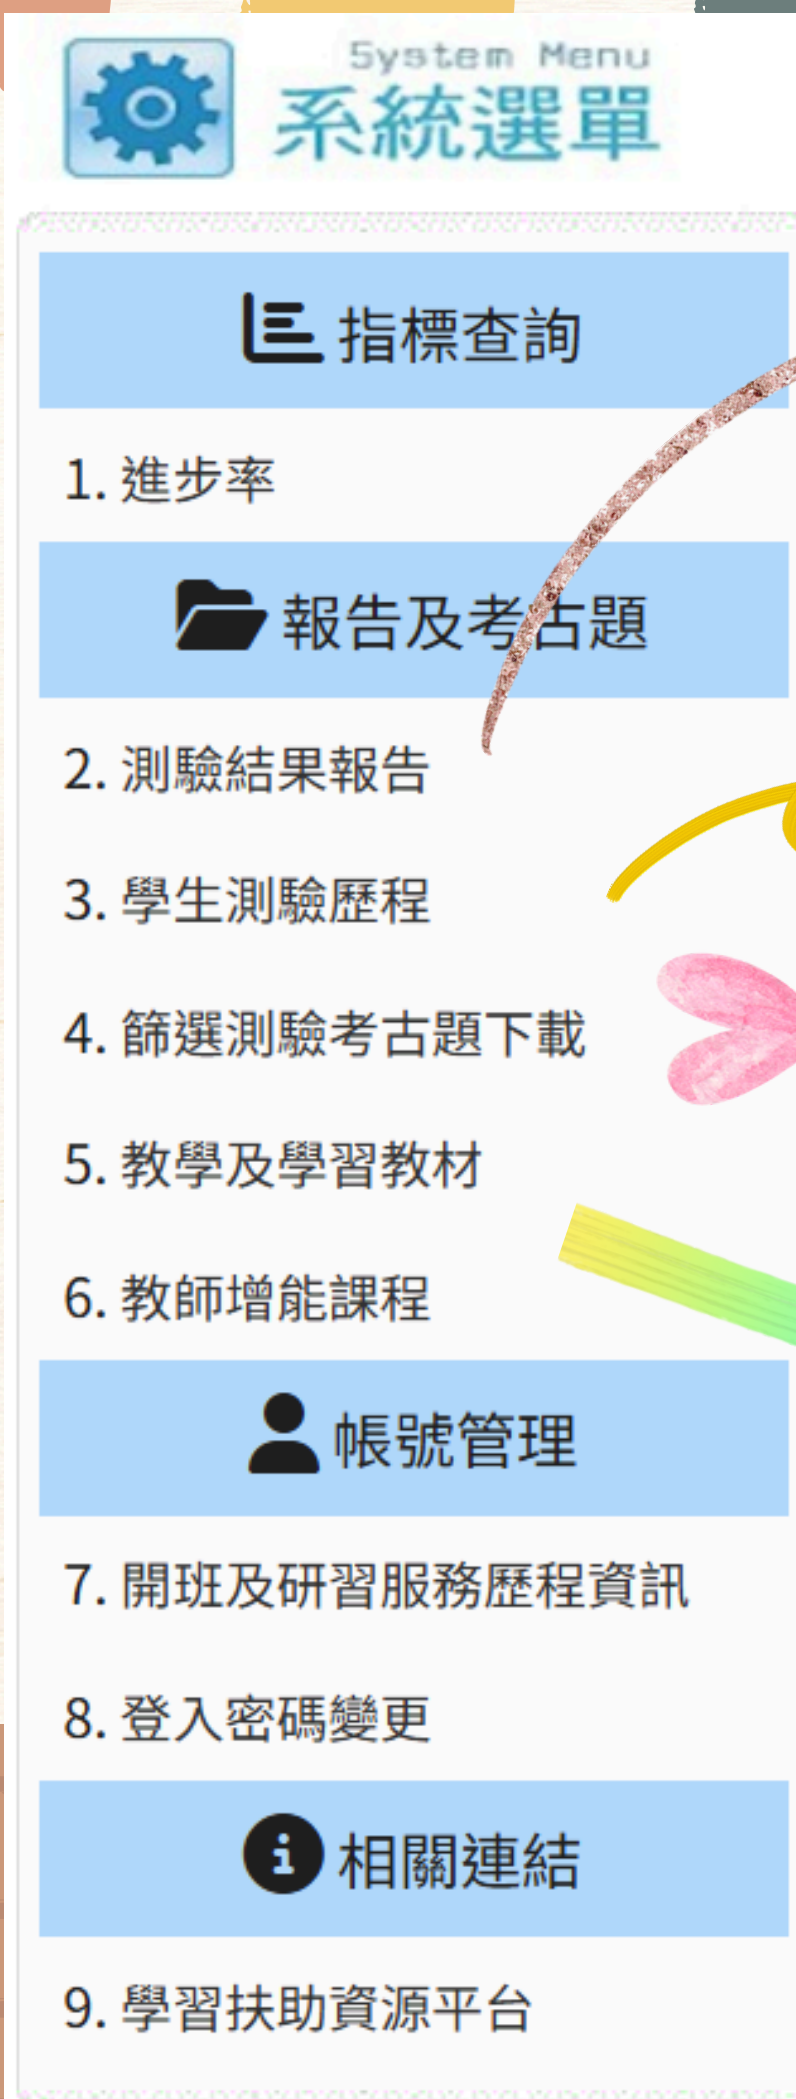 System Menu
系統選單
指標查詢
1. 進步率
報告及考古題
2. 測驗結果報告
3. 學生測驗歷程
4. 篩選測驗考古題下載
5. 教學及學習教材
6. 教師增能課程
帳號管理
7. 開班及研習服務歷程資訊
8. 登入密碼變更
相關連結
9. 學習扶助資源平台